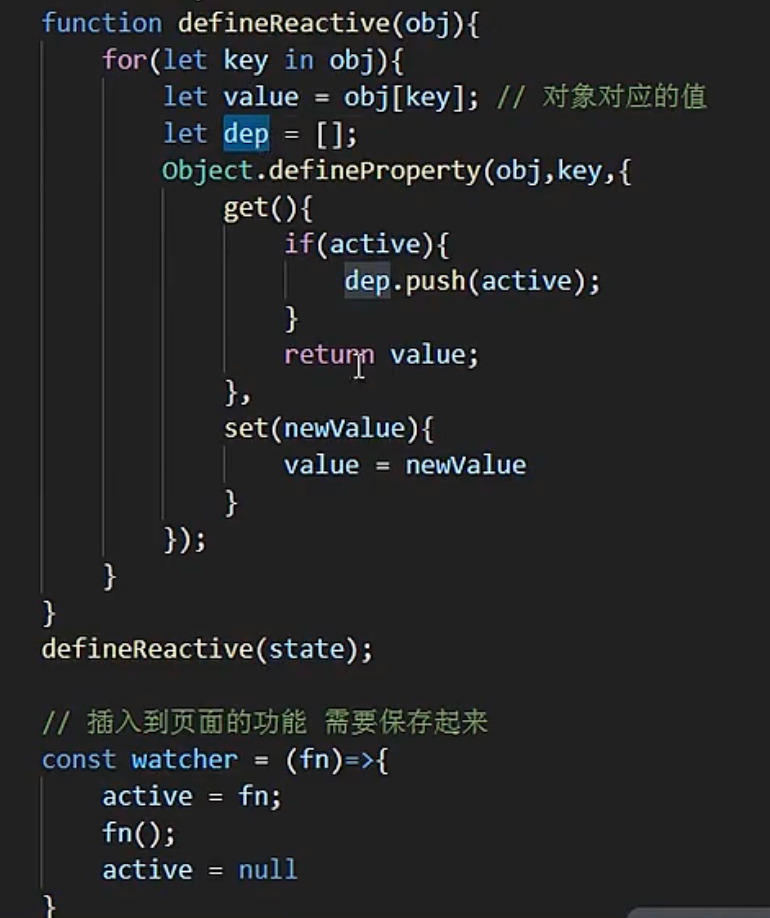 function defineReactive(obj){
    for(let key in obj){
        let value = obj[key]; // 对象对应的值
        let dep = [];
        Object.defineProperty(obj,key,{
            get(){
                if(active){
                    dep.push(active);
                }
                return value;
            },
            set(newValue){
                value = newValue
            }
        });
    }
}
defineReactive(state);

// 插入到页面的功能 需要保存起来
const watcher = (fn)=>{
    active = fn;
    fn();
    active = null
}